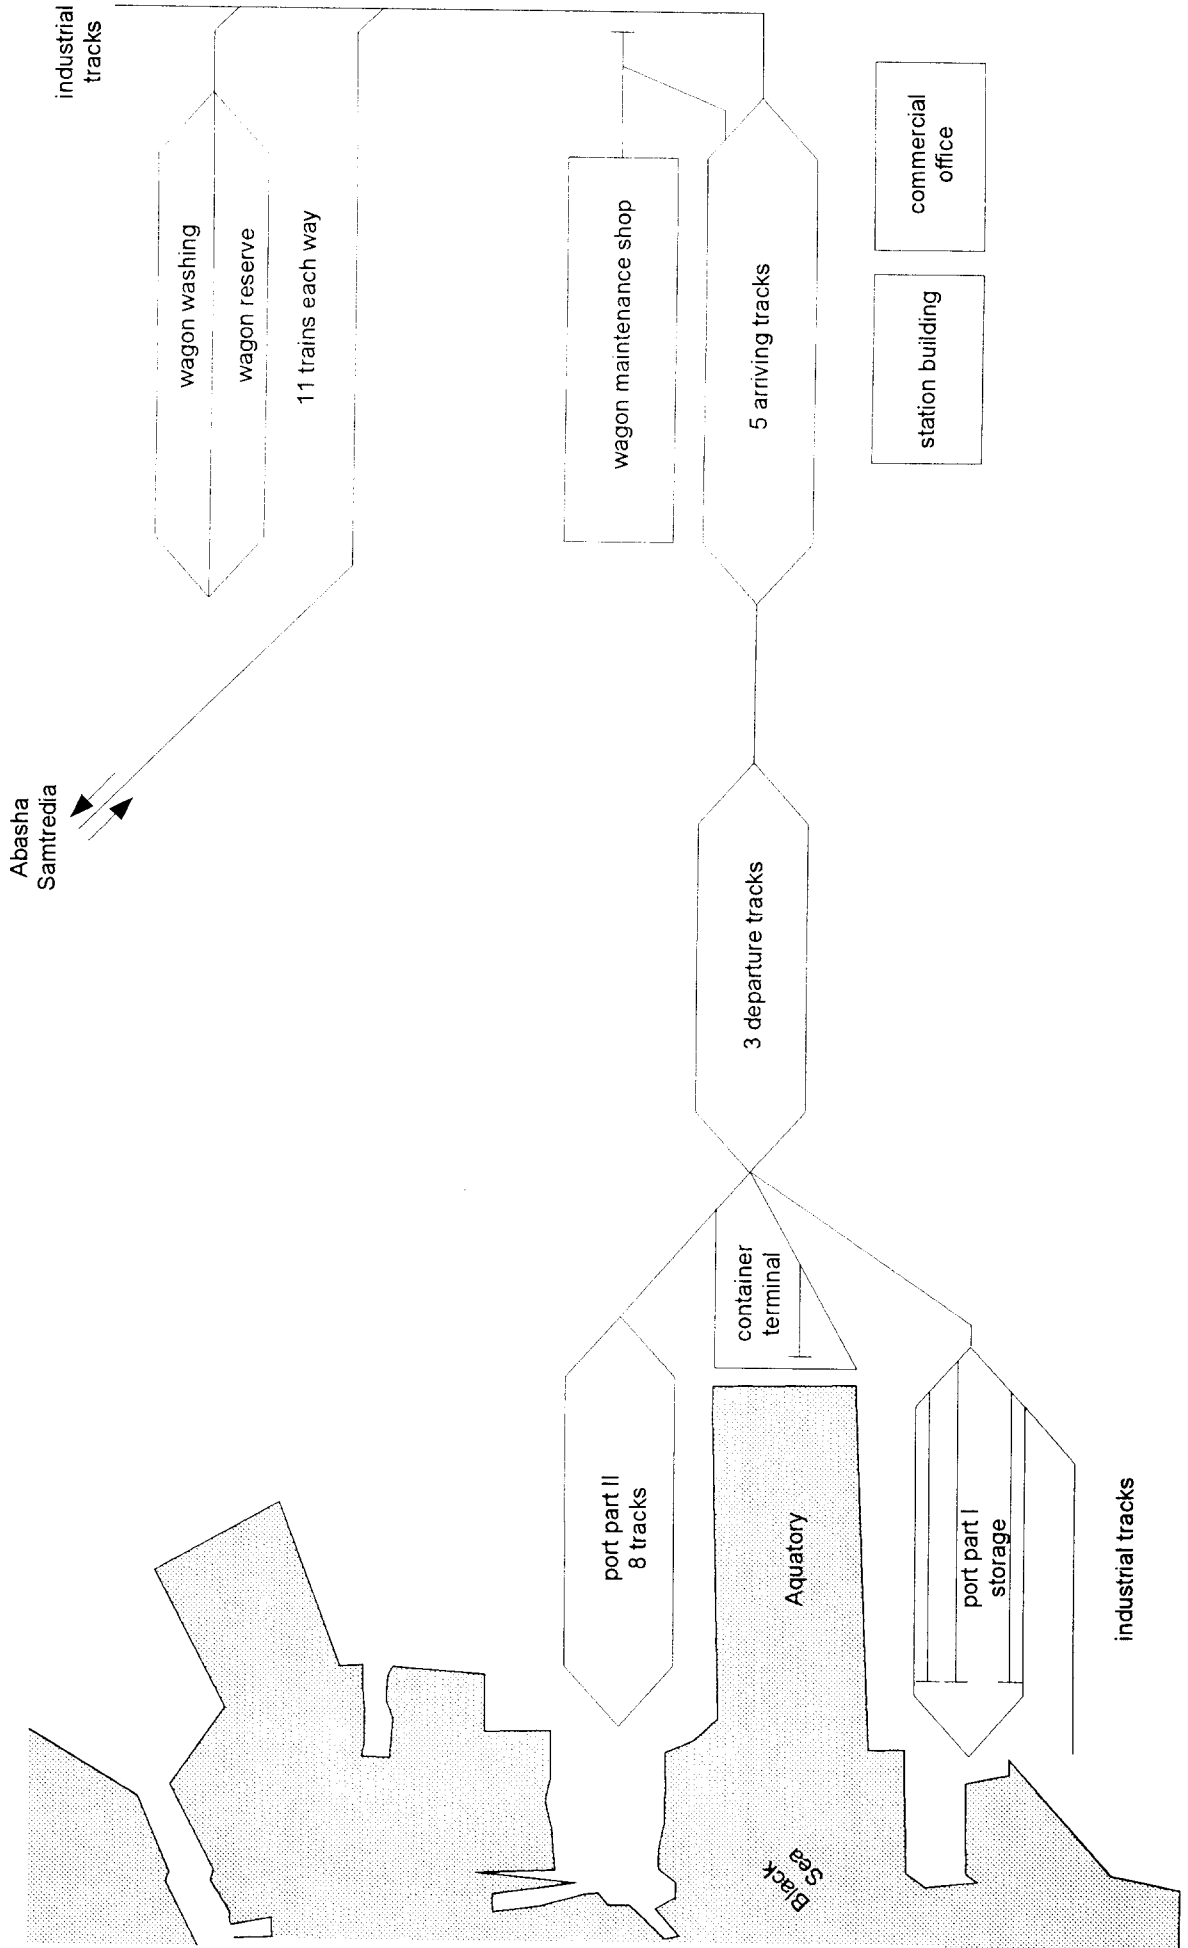 industrial
tracks
wagon washing
wagon reserve
11 trains each way
Abasha
Samtredia
wagon maintenance shop
5 arriving tracks
commercial
office
station building
3 departure tracks
container
terminal
port part II
8 tracks
Aquatory
port part I
storage
industrial tracks
Black
Sea